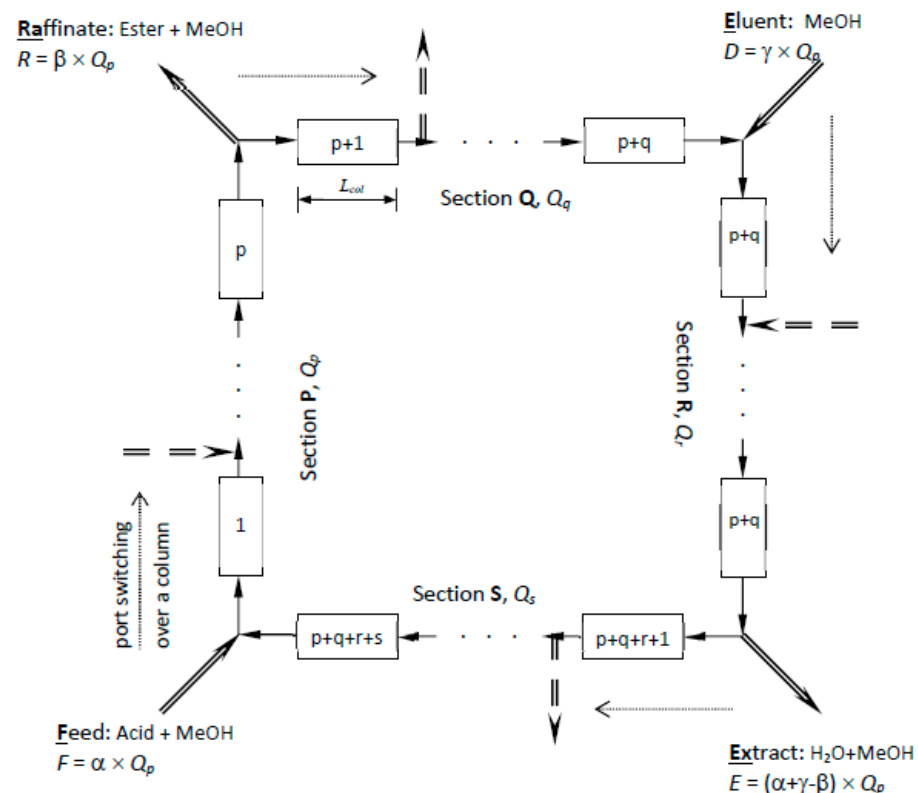 Raffinate: Ester + MeOH
R = β × Qp
Eluent: MeOH
D = γ × Qp
p+1
. . .
p+q
Lcol
Section Q, Qq
p
p+q
.
.
.
Section P, Qp
Section R, Qr
.
.
.
port switching
over a column
1
p+q
Section S, Qs
p+q+r+s
. . .
p+q+r+1
Feed: Acid + MeOH
F = α × Qp
Extract: H₂O+MeOH
E = (α+γ-β) × Qp